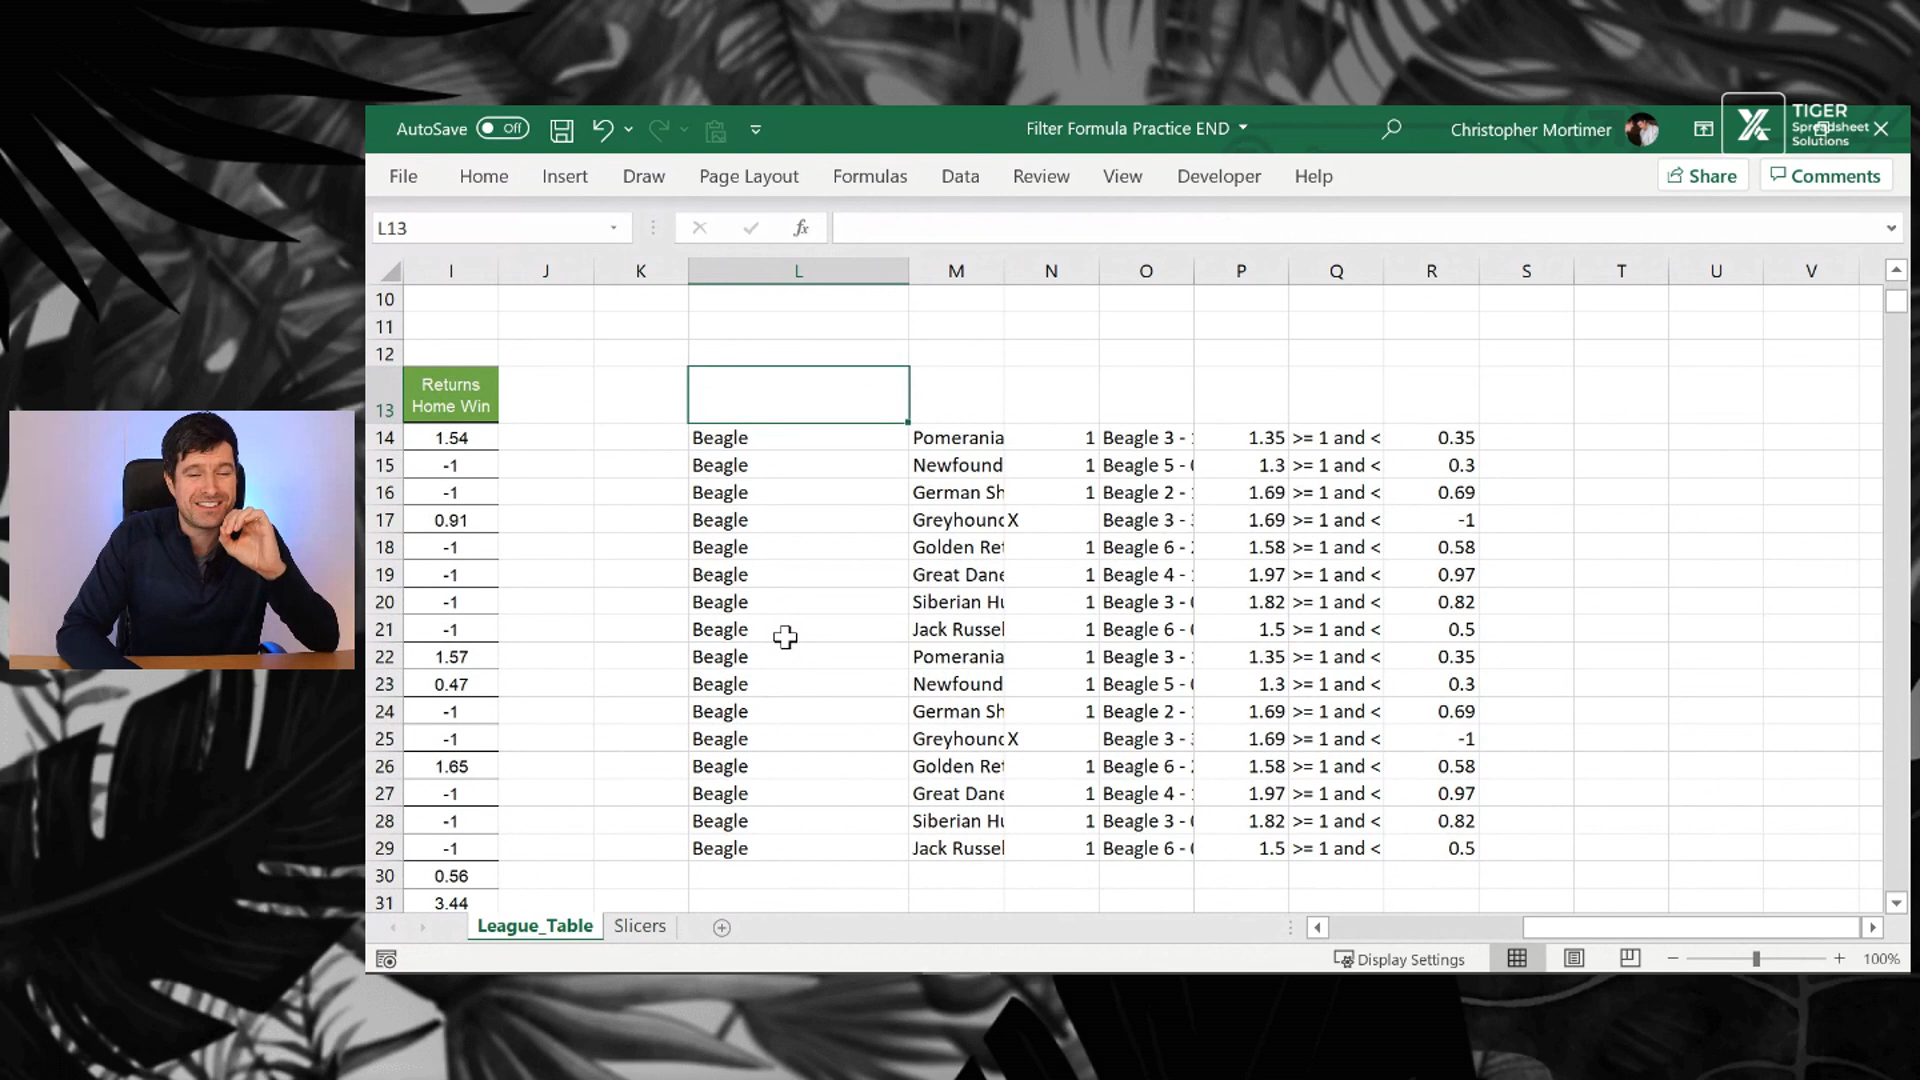 AutoSave Off Filter Formula Practice END Christopher Mortimer TIGER
Spreadsheet
Solutions
File Home Insert Draw Page Layout Formulas Data Review View Developer Help Share Comments
L13 fx
I J K L M N O P Q R S T U V
10
11
12
13 Returns
Home Win
14 1.54 Beagle Pomerania 1 Beagle 3 - 1.35 >= 1 and < 0.35
15 -1 Beagle Newfound 1 Beagle 5 - 1.3 >= 1 and < 0.3
16 -1 Beagle German Sh 1 Beagle 2 - 1.69 >= 1 and < 0.69
17 0.91 Beagle Greyhound X Beagle 3 - 1.69 >= 1 and < -1
18 -1 Beagle Golden Ret 1 Beagle 6 - 1.58 >= 1 and < 0.58
19 -1 Beagle Great Dane 1 Beagle 4 - 1.97 >= 1 and < 0.97
20 -1 Beagle Siberian Hu 1 Beagle 3 - 1.82 >= 1 and < 0.82
21 -1 Beagle Jack Russel 1 Beagle 6 - 1.5 >= 1 and < 0.5
22 1.57 Beagle Pomerania 1 Beagle 3 - 1.35 >= 1 and < 0.35
23 0.47 Beagle Newfound 1 Beagle 5 - 1.3 >= 1 and < 0.3
24 -1 Beagle German Sh 1 Beagle 2 - 1.69 >= 1 and < 0.69
25 -1 Beagle Greyhound X Beagle 3 - 1.69 >= 1 and < -1
26 1.65 Beagle Golden Ret 1 Beagle 6 - 1.58 >= 1 and < 0.58
27 -1 Beagle Great Dane 1 Beagle 4 - 1.97 >= 1 and < 0.97
28 -1 Beagle Siberian Hu 1 Beagle 3 - 1.82 >= 1 and < 0.82
29 -1 Beagle Jack Russel 1 Beagle 6 - 1.5 >= 1 and < 0.5
30 0.56
31 3.44
League_Table Slicers
Display Settings 100%